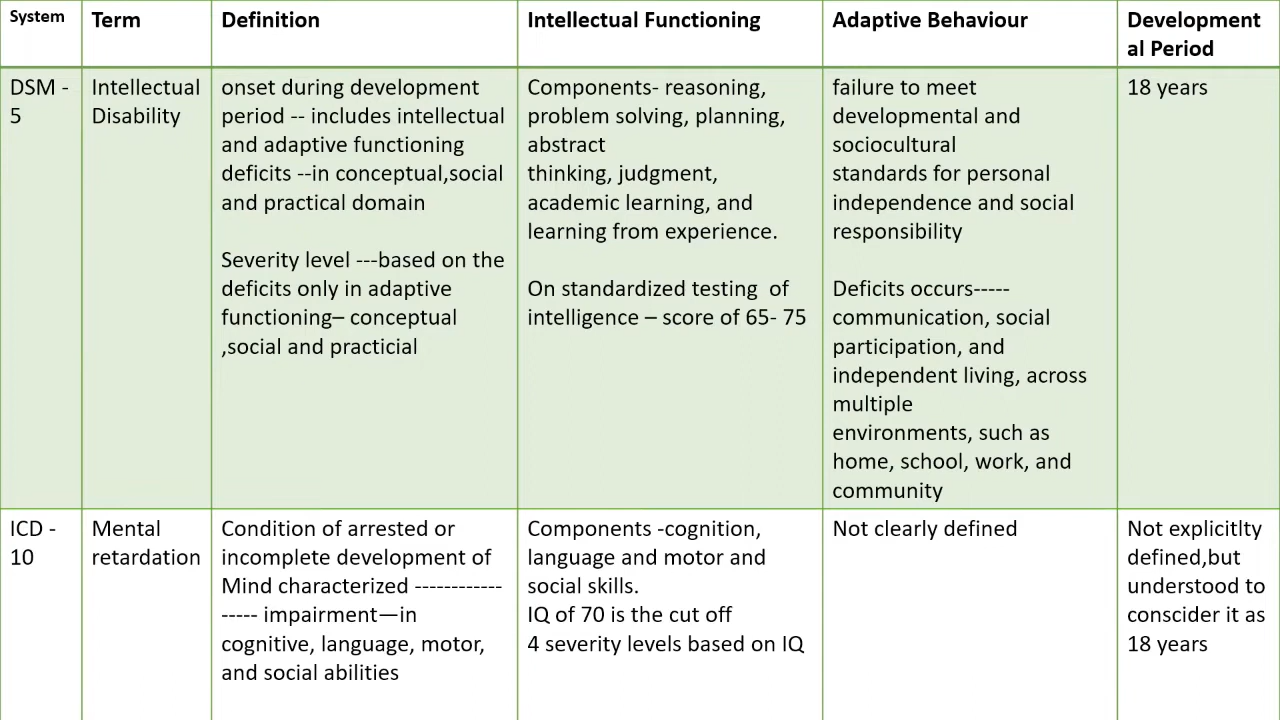 System
Term
Definition
Intellectual Functioning
Adaptive Behaviour
Development
al Period
DSM -
5
Intellectual
Disability
onset during development
period -- includes intellectual
and adaptive functioning
deficits --in conceptual,social
and practical domain
Severity level ---based on the
deficits only in adaptive
functioning– conceptual
,social and practicial
Components- reasoning,
problem solving, planning,
abstract
thinking, judgment,
academic learning, and
learning from experience.
On standardized testing  of
intelligence – score of 65- 75
failure to meet
developmental and
sociocultural
standards for personal
independence and social
responsibility
Deficits occurs-----
communication, social
participation, and
independent living, across
multiple
environments, such as
home, school, work, and
community
18 years
ICD -
10
Mental
retardation
Condition of arrested or
incomplete development of
Mind characterized -------------
----- impairment—in
cognitive, language, motor,
and social abilities
Components -cognition,
language and motor and
social skills.
IQ of 70 is the cut off
4 severity levels based on IQ
Not clearly defined
Not explicitlty
defined,but
understood to
conscider it as
18 years